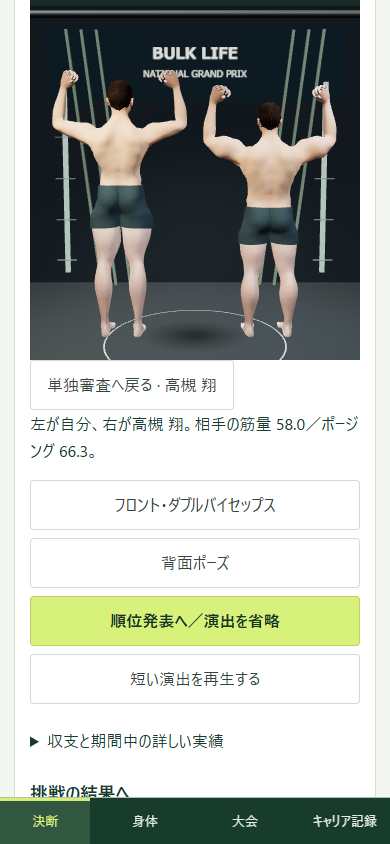 BULK LIFE
NATIONAL GRAND PRIX
単独審査へ戻る · 高槻 翔
左が自分、右が高槻 翔。相手の筋量 58.0／ポージ
ング 66.3。
フロント・ダブルバイセップス
背面ポーズ
順位発表へ／演出を省略
短い演出を再生する
▶ 収支と期間中の詳しい実績
挑戦の結果へ
決断 身体 大会 キャリア記録